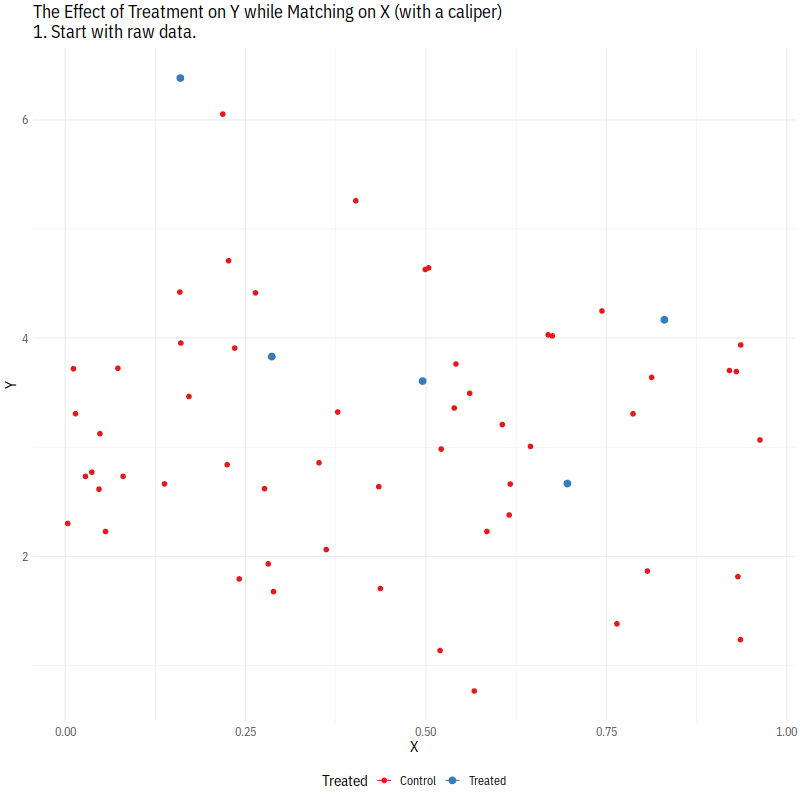 The Effect of Treatment on Y while Matching on X (with a caliper)
1. Start with raw data.
6
4
2
Y
0.00 0.25 0.50 0.75 1.00
X
Treated Control Treated